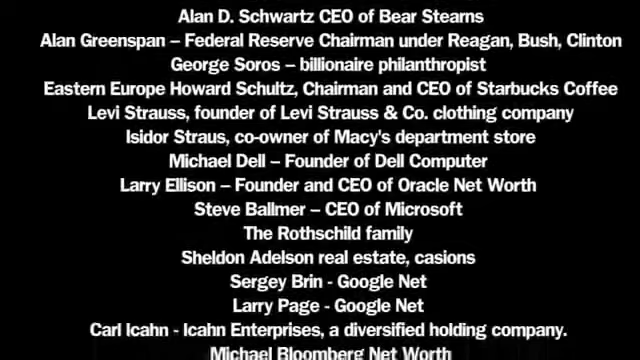 Alan D. Schwartz CEO of Bear Stearns
Alan Greenspan – Federal Reserve Chairman under Reagan, Bush, Clinton
George Soros – billionaire philanthropist
Eastern Europe Howard Schultz, Chairman and CEO of Starbucks Coffee
Levi Strauss, founder of Levi Strauss & Co. clothing company
Isidor Straus, co-owner of Macy's department store
Michael Dell – Founder of Dell Computer
Larry Ellison – Founder and CEO of Oracle Net Worth
Steve Ballmer – CEO of Microsoft
The Rothschild family
Sheldon Adelson real estate, casions
Sergey Brin - Google Net
Larry Page - Google Net
Carl Icahn - Icahn Enterprises, a diversified holding company.
Michael Bloomberg Net Worth